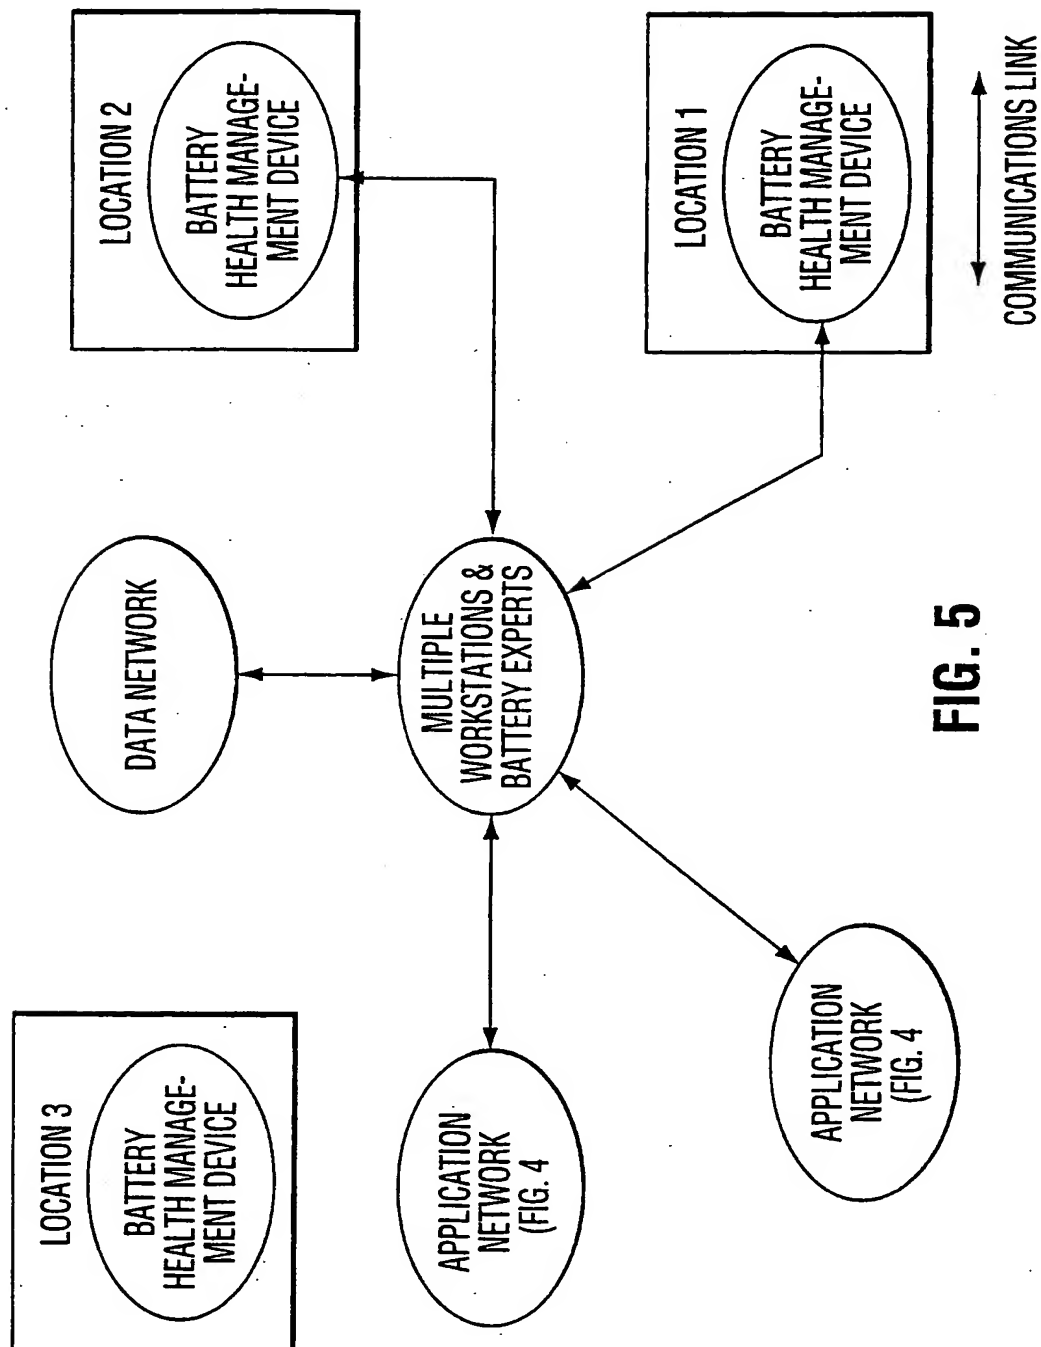 LOCATION 3
BATTERY
HEALTH MANAGE-
MENT DEVICE
DATA NETWORK
LOCATION 2
BATTERY
HEALTH MANAGE-
MENT DEVICE
APPLICATION
NETWORK
(FIG. 4
MULTIPLE
WORKSTATIONS &
BATTERY EXPERTS
APPLICATION
NETWORK
(FIG. 4
LOCATION 1
BATTERY
HEALTH MANAGE-
MENT DEVICE
FIG. 5
COMMUNICATIONS LINK